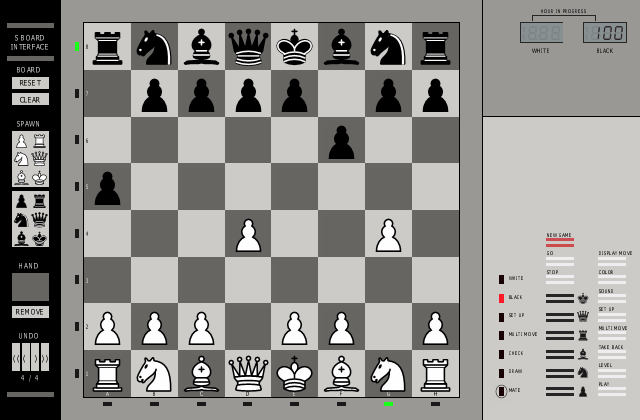 S BOARD
INTERFACE
BOARD
RESET
CLEAR
SPAWN
HAND
REMOVE
UNDO
4 / 4
8
7
6
5
4
3
2
1
A B C D E F G H
HOUR IN PROGRESS
100
WHITE BLACK
NEW GAME
GO DISPLAY MOVE
WHITE STOP COLOR
BLACK SOUND
SET UP SET UP
MULTI MOVE MULTI MOVE
CHECK TAKE BACK
DRAW LEVEL
MATE PLAY